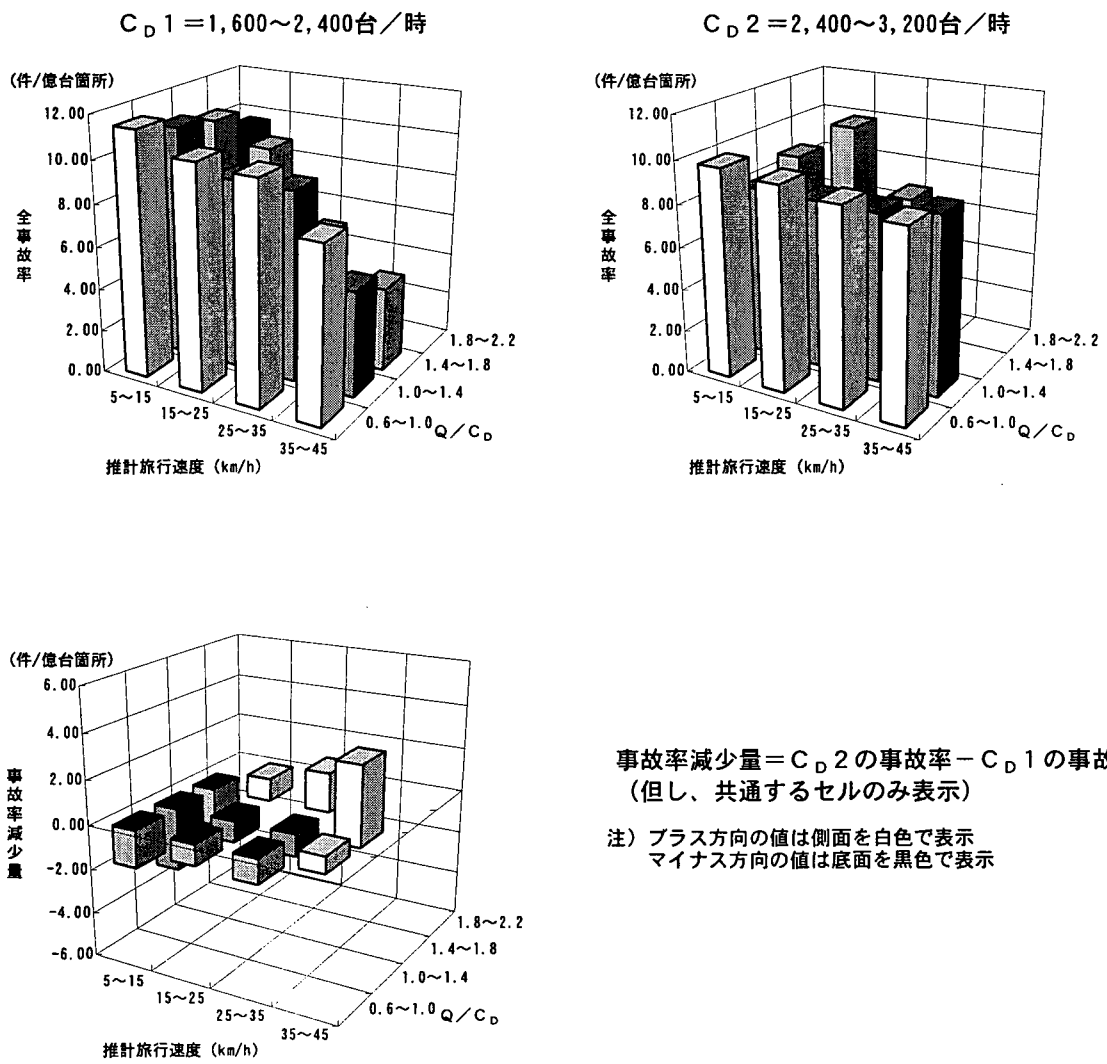 C D 1＝1,600～2,400台／時
(件/億台箇所)
12.00
10.00
8.00
6.00
4.00
2.00
0.00
全事故率
5～15
15～25
25～35
35～45
0.6～1.0
1.0～1.4
1.4～1.8
1.8～2.2
Q／C D
推計旅行速度 (km/h)
C D 2＝2,400～3,200台／時
(件/億台箇所)
12.00
10.00
8.00
6.00
4.00
2.00
0.00
全事故率
5～15
15～25
25～35
35～45
0.6～1.0
1.0～1.4
1.4～1.8
1.8～2.2
Q／C D
推計旅行速度 (km/h)
(件/億台箇所)
6.00
4.00
2.00
0.00
-2.00
-4.00
-6.00
事故率減少量
5～15
15～25
25～35
35～45
0.6～1.0
1.0～1.4
1.4～1.8
1.8～2.2
Q／C D
推計旅行速度 (km/h)
事故率減少量＝C D 2の事故率－C D 1の事故
(但し、共通するセルのみ表示)
注) プラス方向の値は側面を白色で表示
マイナス方向の値は底面を黒色で表示